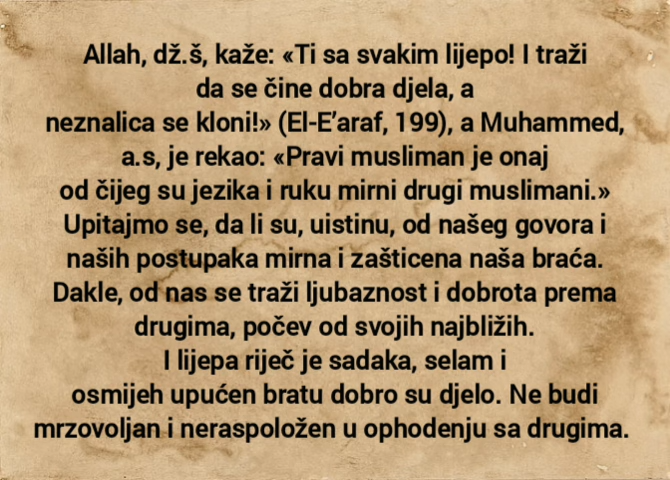 Allah, dž.š, kaže: «Ti sa svakim lijepo! I traži
da se čine dobra djela, a
neznalica se kloni!» (El-E’araf, 199), a Muhammed,
a.s, je rekao: «Pravi musliman je onaj
od čijeg su jezika i ruku mirni drugi muslimani.»
Upitajmo se, da li su, uistinu, od našeg govora i
naših postupaka mirna i zašticena naša braća.
Dakle, od nas se traži ljubaznost i dobrota prema
drugima, počev od svojih najbližih.
I lijepa riječ je sadaka, selam i
osmijeh upućen bratu dobro su djelo. Ne budi
mrzovoljan i neraspoložen u ophodenju sa drugima.